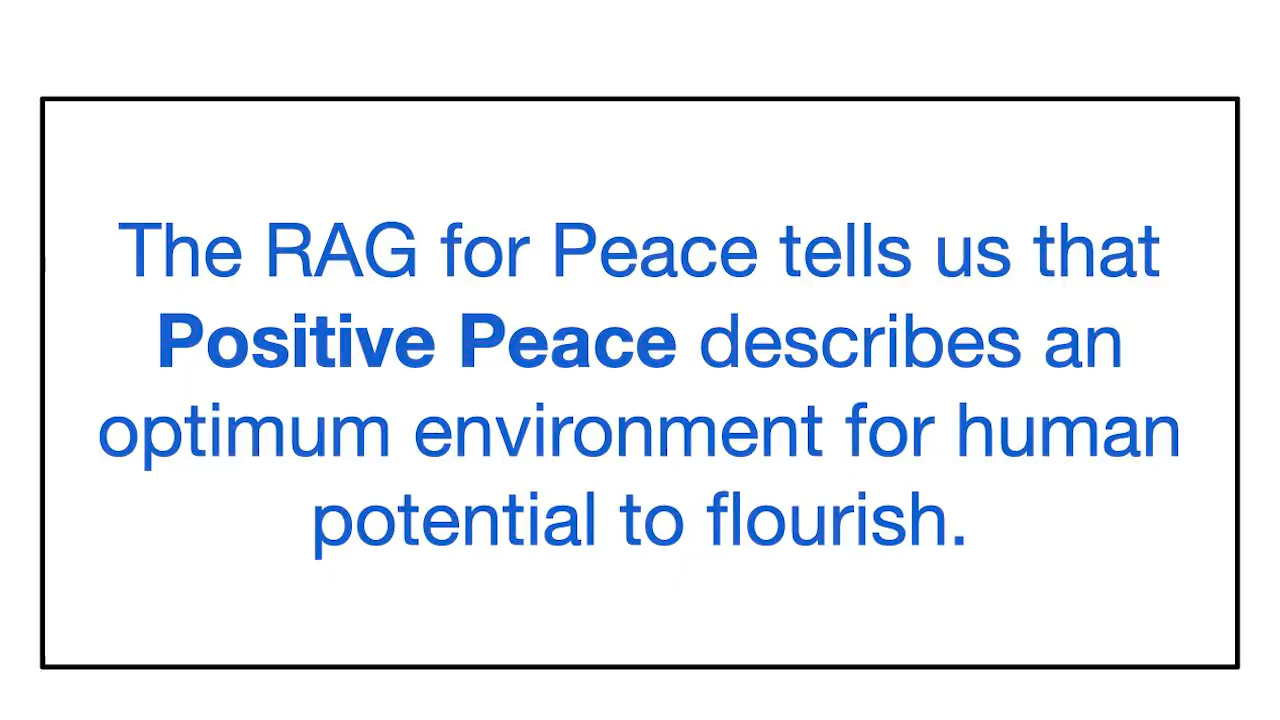 The RAG for Peace tells us that
Positive Peace describes an
optimum environment for human
potential to flourish.